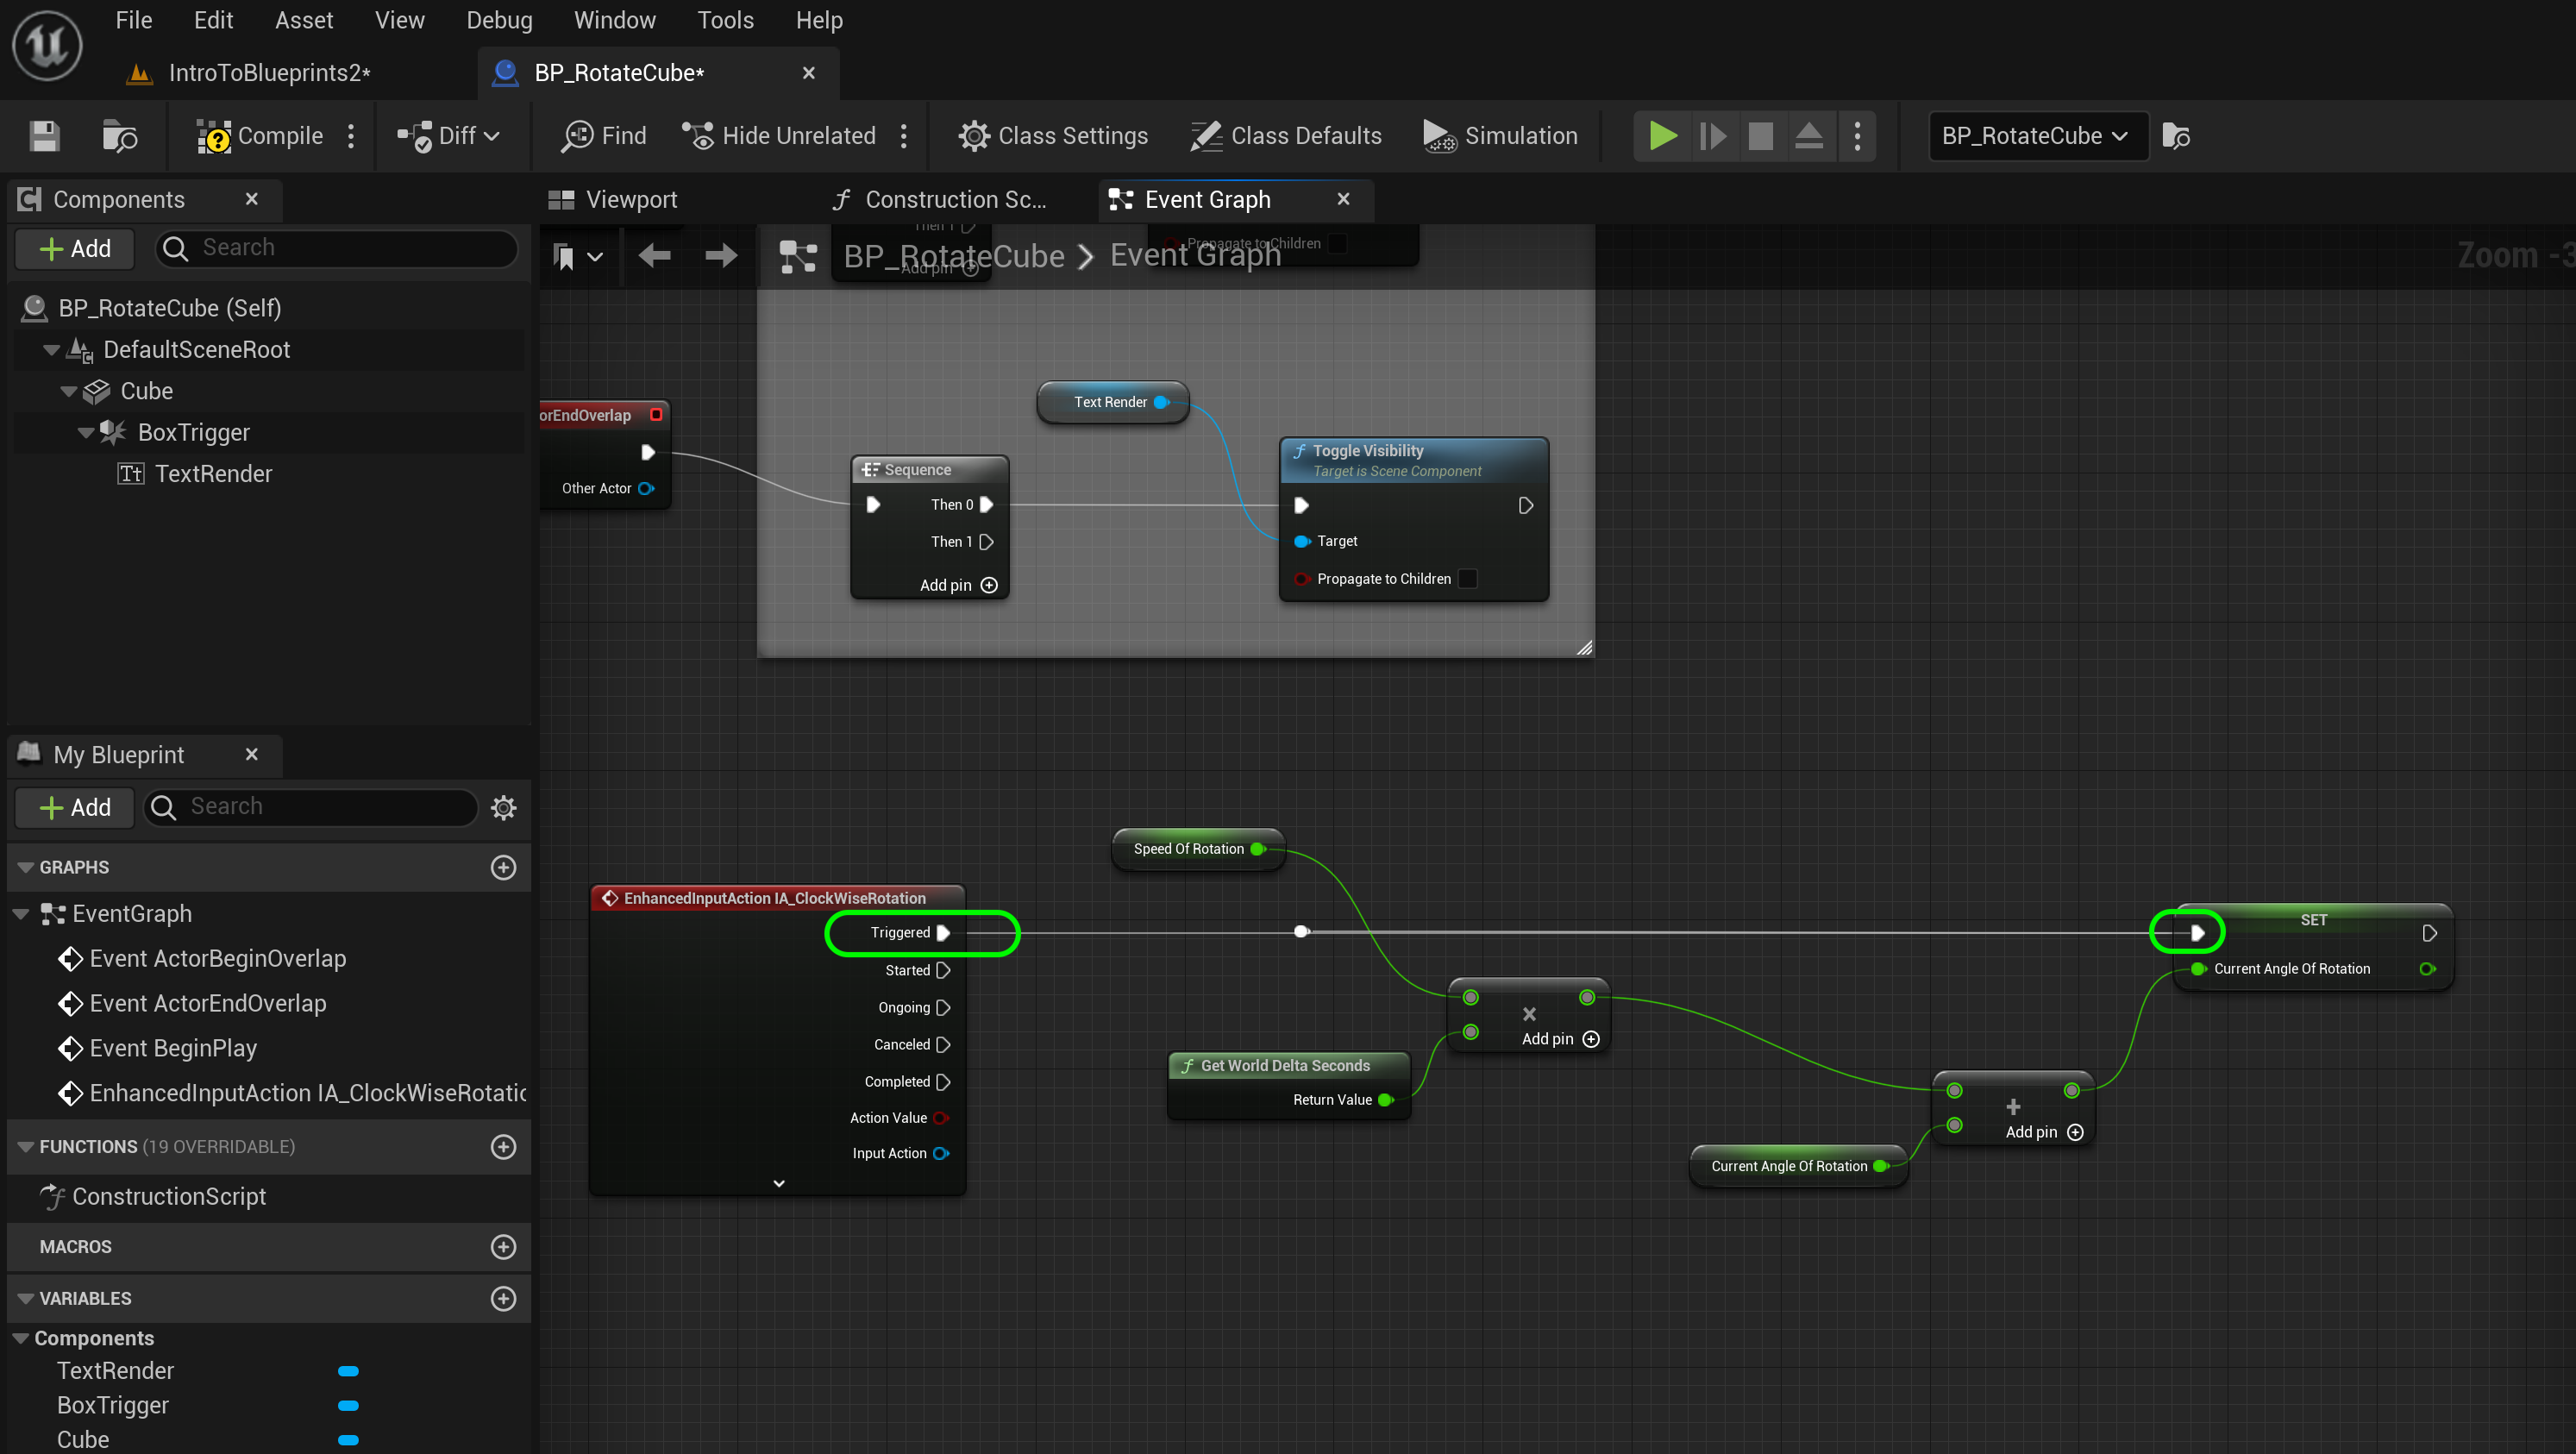 File Edit Asset View Debug Window Tools Help
IntroToBlueprints2*
BP_RotateCube*
Compile
Diff
Find
Hide Unrelated
Class Settings
Class Defaults
Simulation
BP_RotateCube
Components
Add
Search
BP_RotateCube (Self)
DefaultSceneRoot
Cube
BoxTrigger
TextRender
My Blueprint
Add
Search
GRAPHS
EventGraph
Event ActorBeginOverlap
Event ActorEndOverlap
Event BeginPlay
EnhancedInputAction IA_ClockWiseRotatic
FUNCTIONS (19 OVERRIDABLE)
ConstructionScript
MACROS
VARIABLES
Components
TextRender
BoxTrigger
Cube
Viewport
Construction Sc...
Event Graph
Then 1
Add pin
Propagate to Children
BP_RotateCube > Event Graph
Zoom -3
orEndOverlap
Other Actor
Text Render
Sequence
Then 0
Then 1
Add pin
Toggle Visibility
Target is Scene Component
Target
Propagate to Children
Speed Of Rotation
EnhancedInputAction IA_ClockWiseRotation
Triggered
Started
Ongoing
Canceled
Completed
Action Value
Input Action
Get World Delta Seconds
Return Value
×
Add pin
Current Angle Of Rotation
+
Add pin
SET
Current Angle Of Rotation